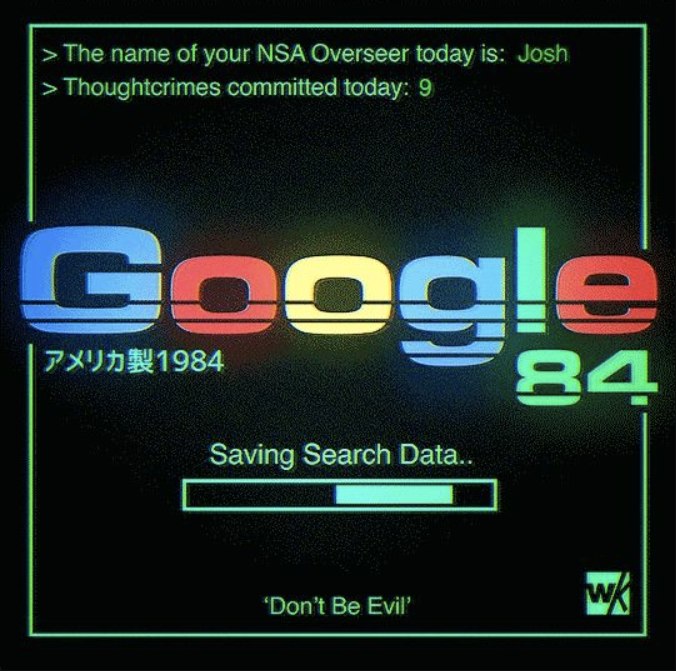 > The name of your NSA Overseer today is: Josh
> Thoughtcrimes committed today: 9
Google
アメリカ製1984
84
Saving Search Data..
'Don't Be Evil'
WK